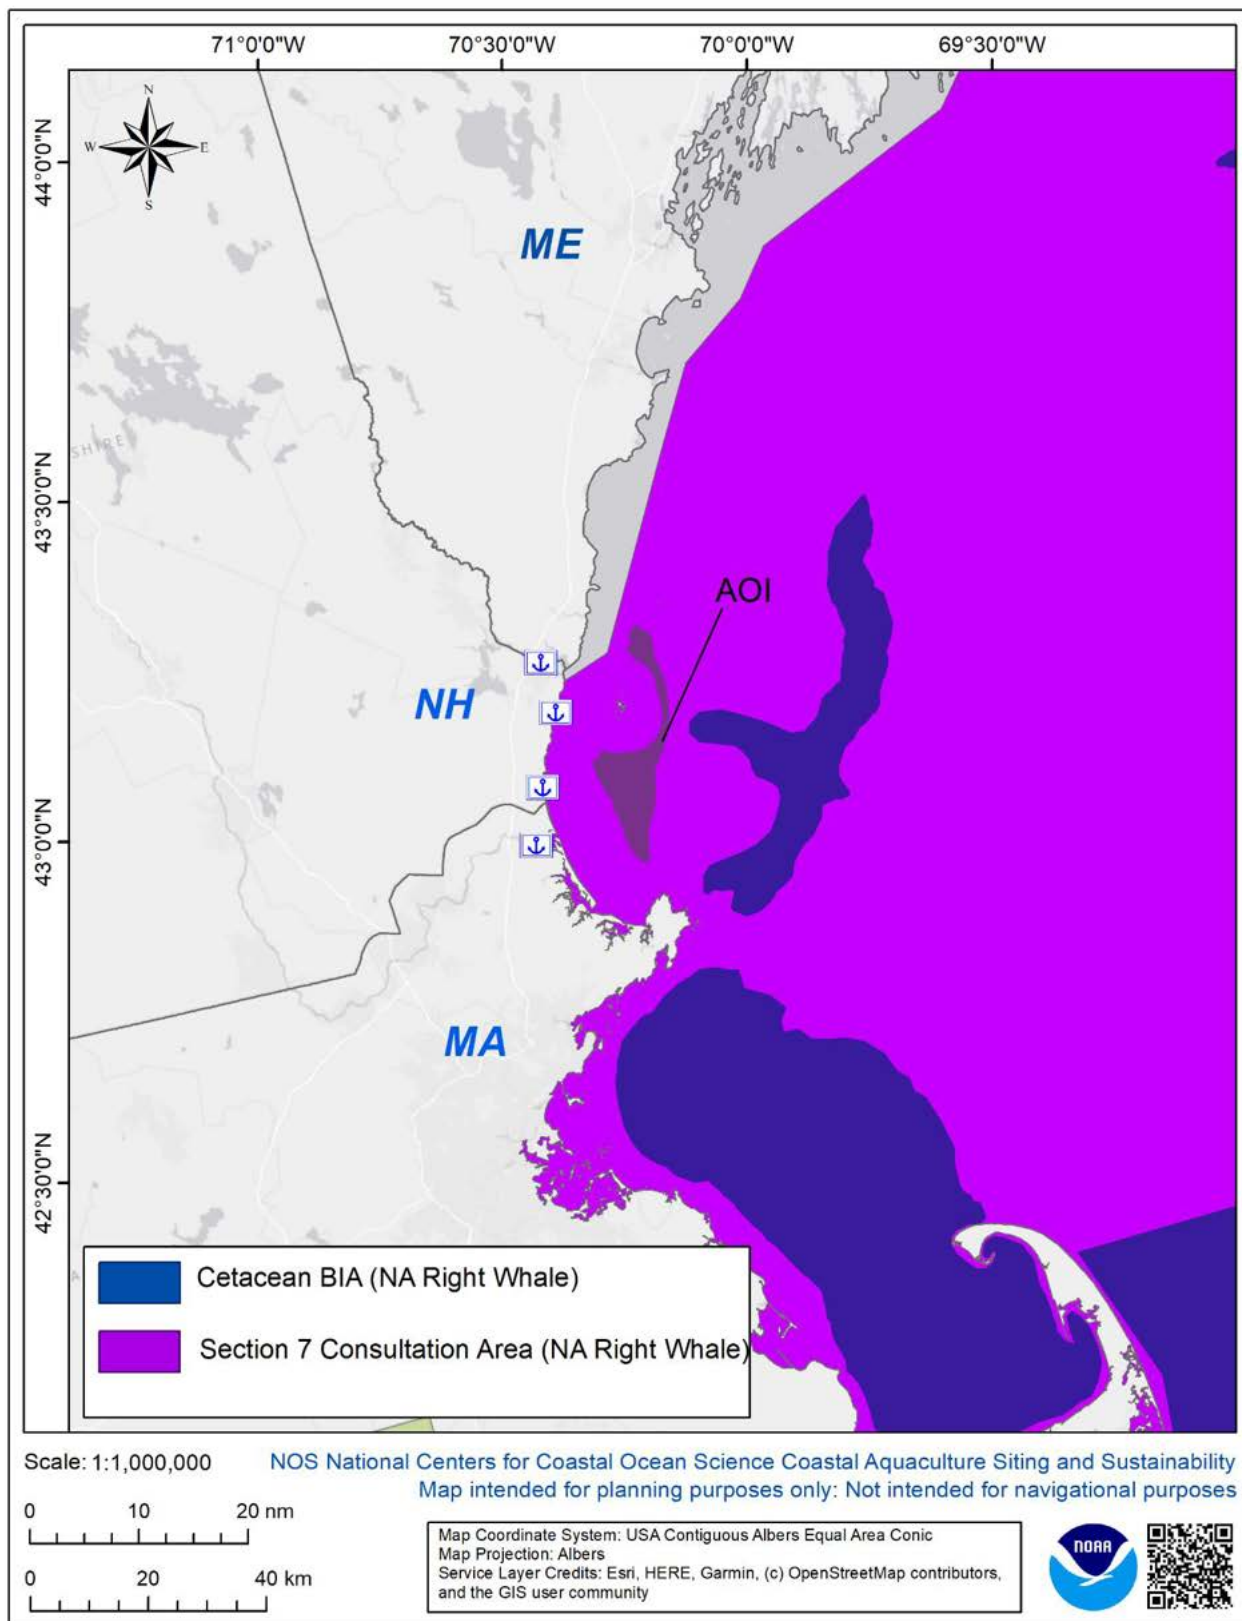 71°0'0"W 70°30'0"W 70°0'0"W 69°30'0"W
N
W E
S
44°0'0"N
ME
43°30'0"N
SHIRE
AOI
NH
43°0'0"N
MA
42°30'0"N
Cetacean BIA (NA Right Whale)
Section 7 Consultation Area (NA Right Whale)
Scale: 1:1,000,000
NOS National Centers for Coastal Ocean Science Coastal Aquaculture Siting and Sustainability
Map intended for planning purposes only: Not intended for navigational purposes
0 10 20 nm
0 20 40 km
Map Coordinate System: USA Contiguous Albers Equal Area Conic
Map Projection: Albers
Service Layer Credits: Esri, HERE, Garmin, (c) OpenStreetMap contributors,
and the GIS user community
NOAA